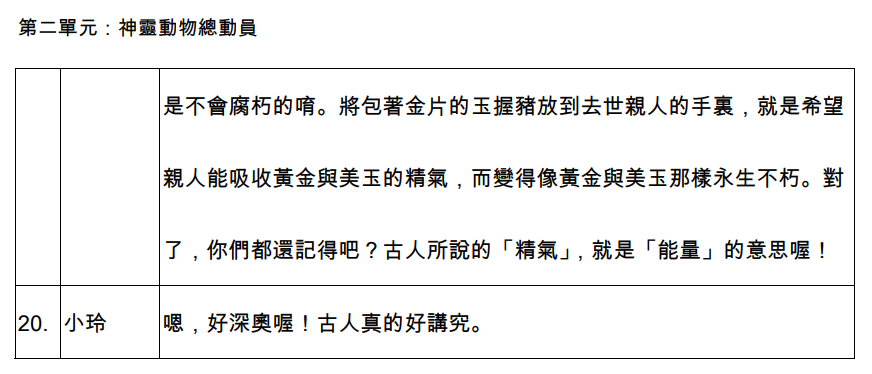 第二單元：神靈動物總動員
是不會腐朽的唷。將包著金片的玉握豬放到去世親人的手裏，就是希望
親人能吸收黃金與美玉的精氣，而變得像黃金與美玉那樣永生不朽。對
了，你們都還記得吧？古人所說的「精氣」，就是「能量」的意思喔！
20. 小玲 嗯，好深奧喔！古人真的好講究。